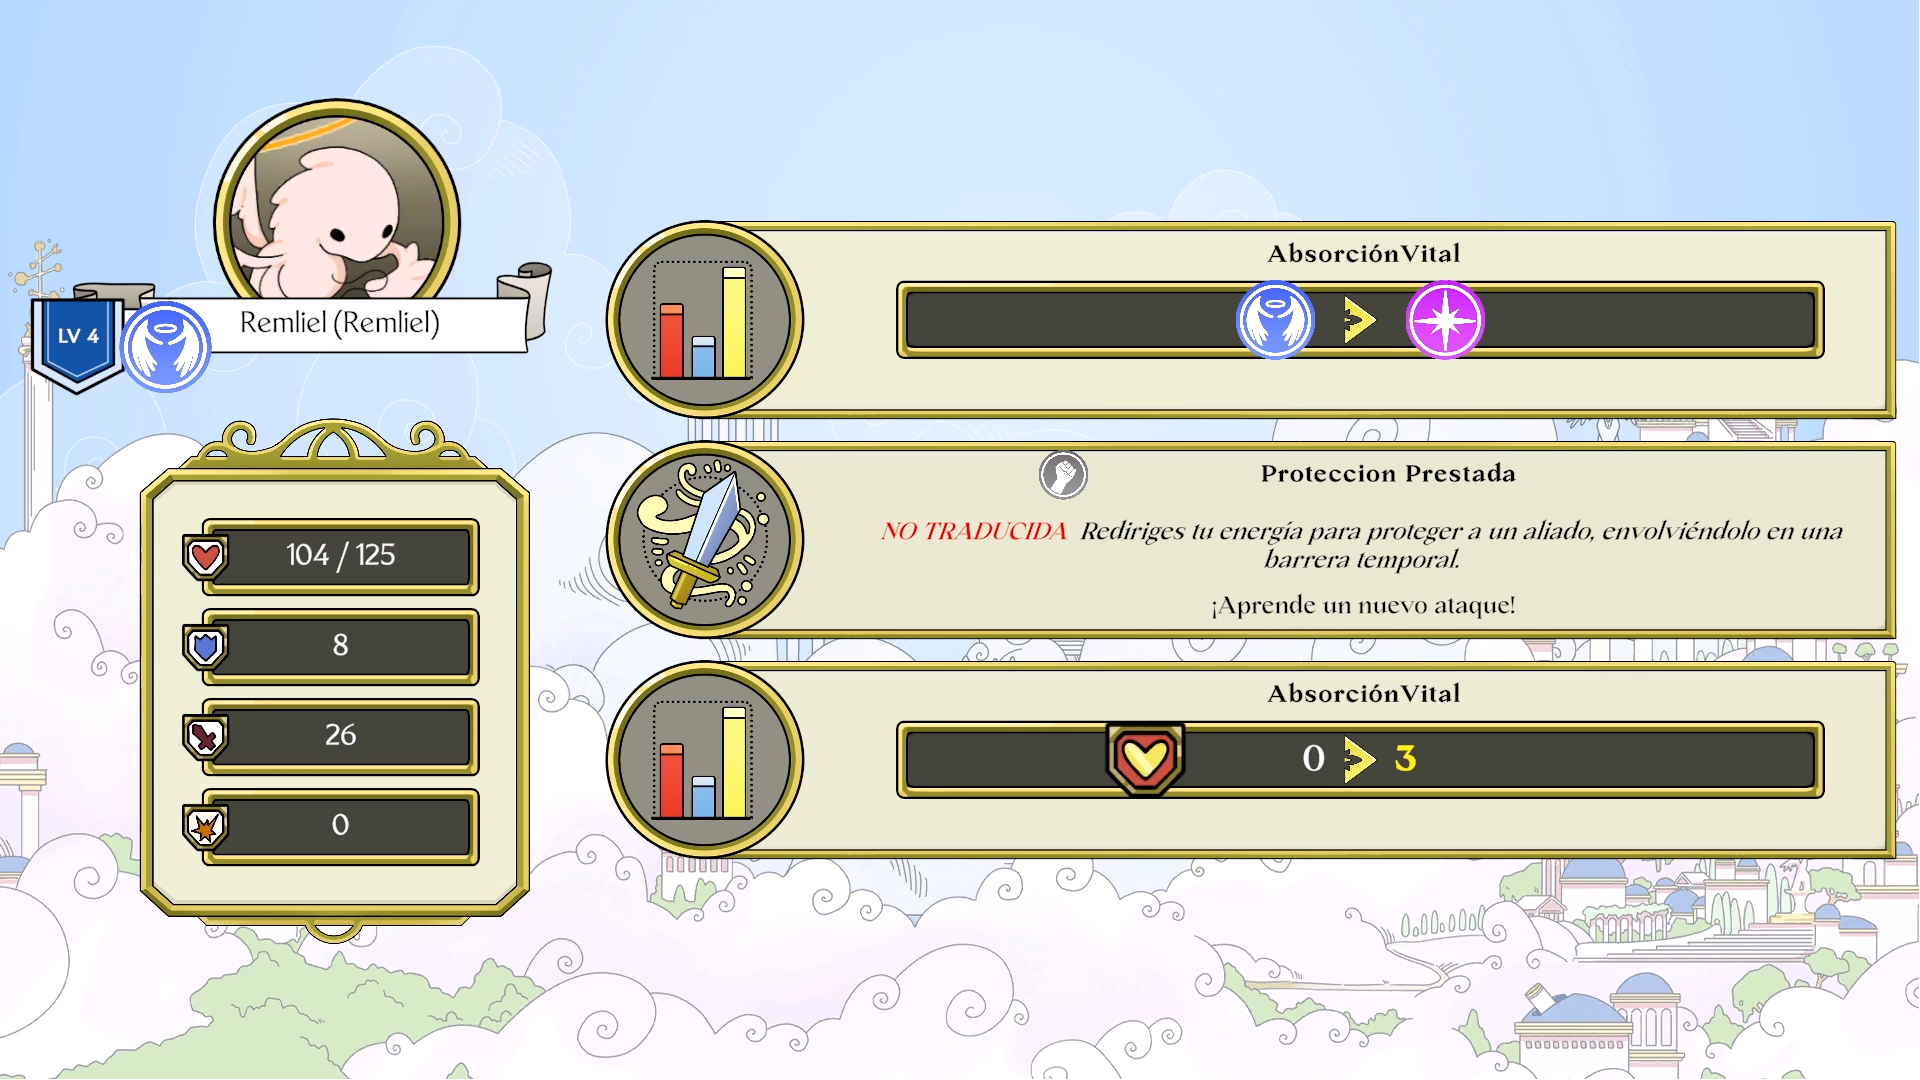 Remliel (Remliel)
LV 4
104 / 125
8
26
0
AbsorciónVital
Proteccion Prestada
NO TRADUCIDA Rediriges tu energía para proteger a un aliado, envolviéndolo en una
barrera temporal.
¡Aprende un nuevo ataque!
AbsorciónVital
0 3